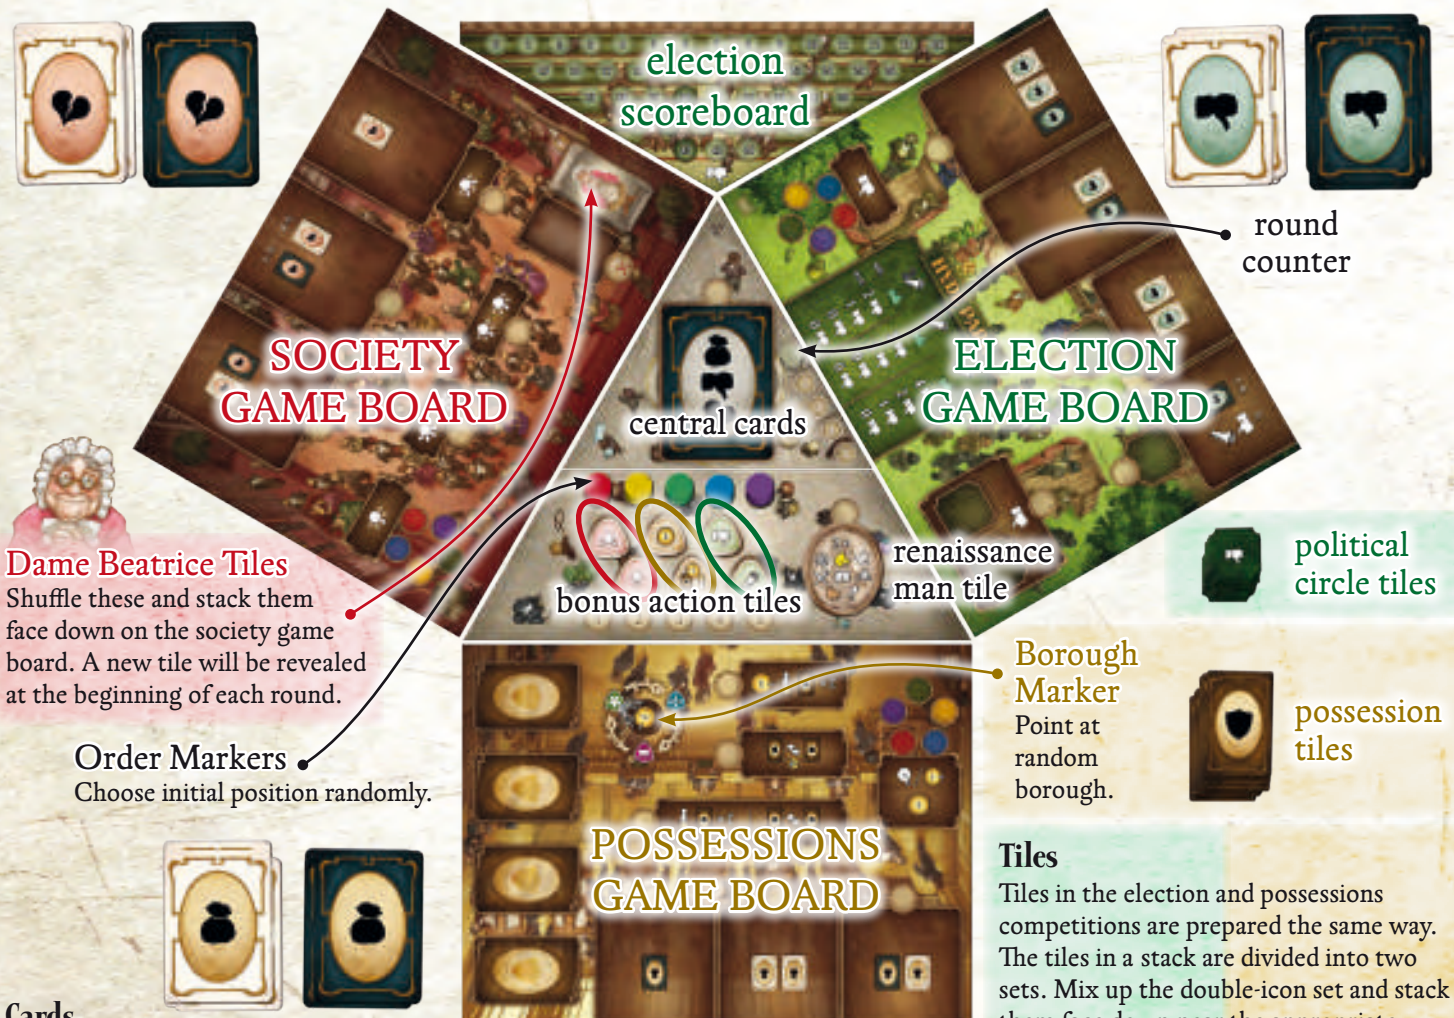 election
scoreboard
round
counter
SOCIETY
GAME BOARD
ELECTION
GAME BOARD
central cards
Dame Beatrice Tiles
Shuffle these and stack them
face down on the society game
board. A new tile will be revealed
at the beginning of each round.
bonus action tiles
renaissance
man tile
political
circle tiles
Borough
Marker
Point at
random
borough.
possession
tiles
Order Markers
Choose initial position randomly.
POSSESSIONS
GAME BOARD
Tiles
Tiles in the election and possessions
competitions are prepared the same way.
The tiles in a stack are divided into two
sets. Mix up the double-icon set and stack
Cards